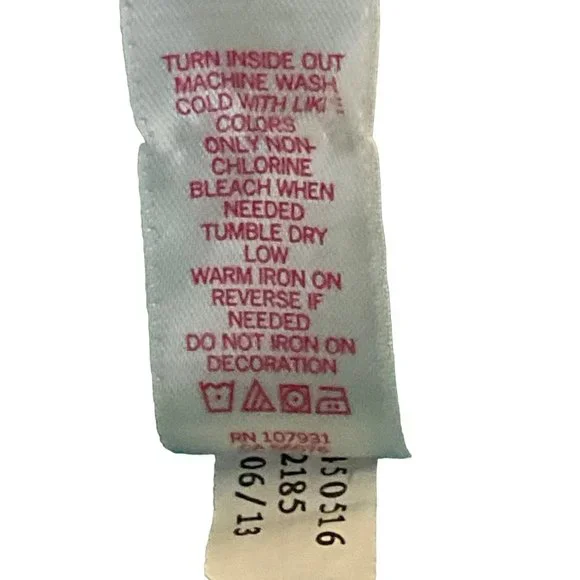 TURN INSIDE OUT
MACHINE WASH
COLD WITH LIKE
COLORS
ONLY NON-
CHLORINE
BLEACH WHEN
NEEDED
TUMBLE DRY
LOW
WARM IRON ON
REVERSE IF
NEEDED
DO NOT IRON ON
DECORATION
RN 107931
450516
2185
06/13